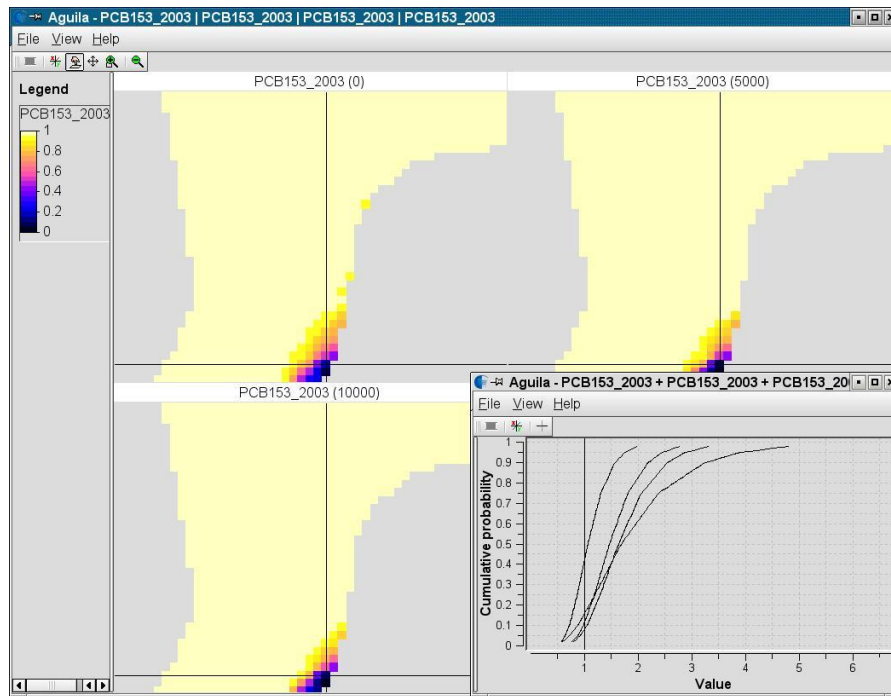 Aguila - PCB153_2003 | PCB153_2003 | PCB153_2003 | PCB153_2003
File View Help
Legend
PCB153_2003
1
0.8
0.6
0.4
0.2
0
PCB153_2003 (0)
PCB153_2003 (5000)
PCB153_2003 (10000)
Aguila - PCB153_2003 + PCB153_2003 + PCB153_200
File View Help
Cumulative probability
1
0.9
0.8
0.7
0.6
0.5
0.4
0.3
0.2
0.1
0
1 2 3 4 5 6
Value